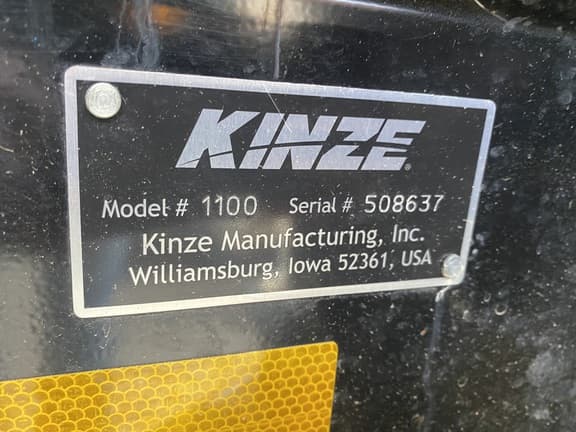 KINZE®
Model # 1100 Serial # 508637
Kinze Manufacturing, Inc.
Williamsburg, Iowa 52361, USA